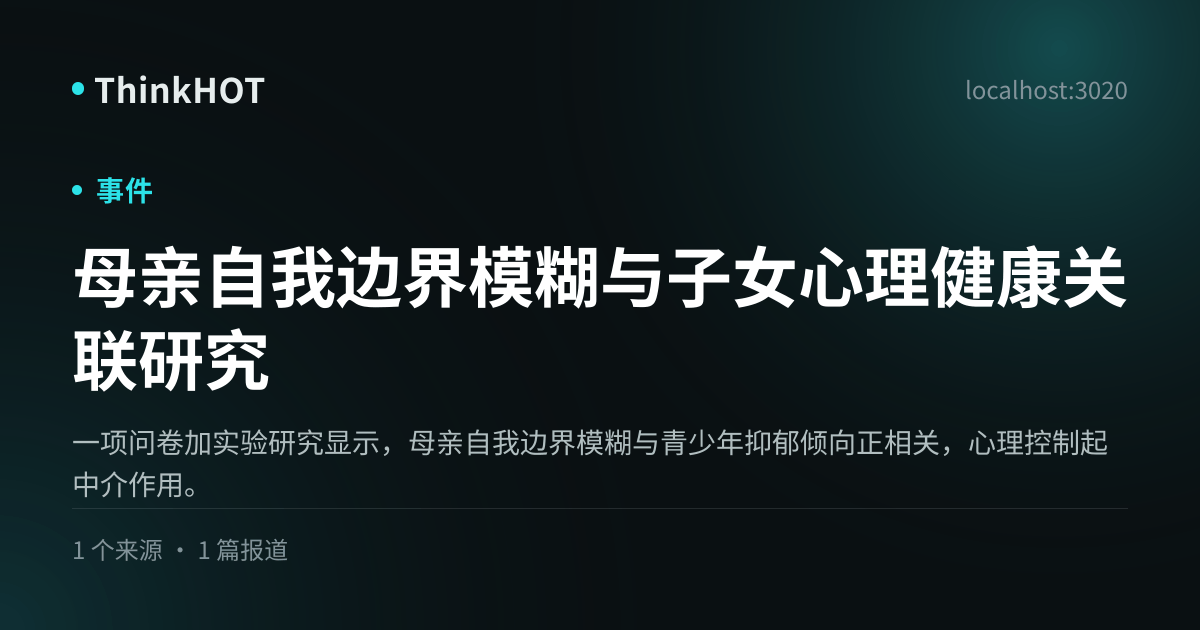 ThinkHOT
localhost:3020
事件
母亲自我边界模糊与子女心理健康关
联研究
一项问卷加实验研究显示，母亲自我边界模糊与青少年抑郁倾向正相关，心理控制起
中介作用。
1 个来源 · 1 篇报道